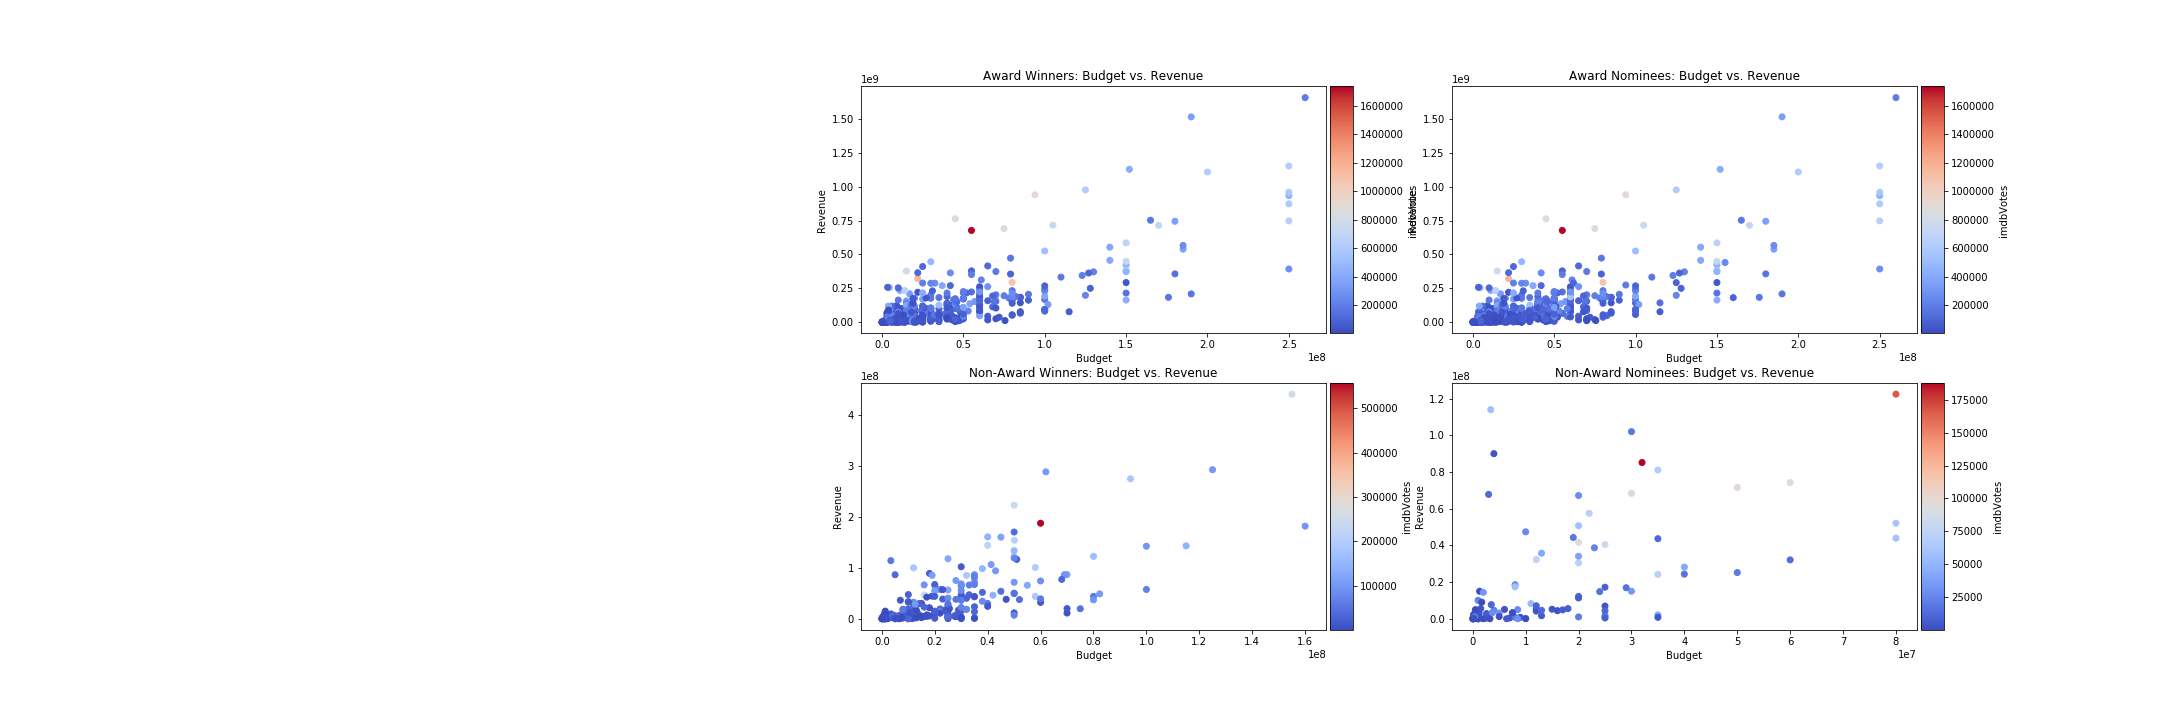 Award Winners: Budget vs. Revenue
1e9
1.50
1.25
1.00
0.75
0.50
0.25
0.00
Revenue
0.0 0.5 1.0 1.5 2.0 2.5
1e8
Budget
1600000
1400000
1200000
1000000
800000
600000
400000
200000
imdbVotes
Award Nominees: Budget vs. Revenue
1e9
1.50
1.25
1.00
0.75
0.50
0.25
0.00
Revenue
0.0 0.5 1.0 1.5 2.0 2.5
1e8
Budget
1600000
1400000
1200000
1000000
800000
600000
400000
200000
imdbVotes
Non-Award Winners: Budget vs. Revenue
1e8
4
3
2
1
0
Revenue
0.0 0.2 0.4 0.6 0.8 1.0 1.2 1.4 1.6
1e8
Budget
500000
400000
300000
200000
100000
imdbVotes
Non-Award Nominees: Budget vs. Revenue
1e8
1.2
1.0
0.8
0.6
0.4
0.2
0.0
Revenue
0 1 2 3 4 5 6 7 8
1e7
Budget
175000
150000
125000
100000
75000
50000
25000
imdbVotes